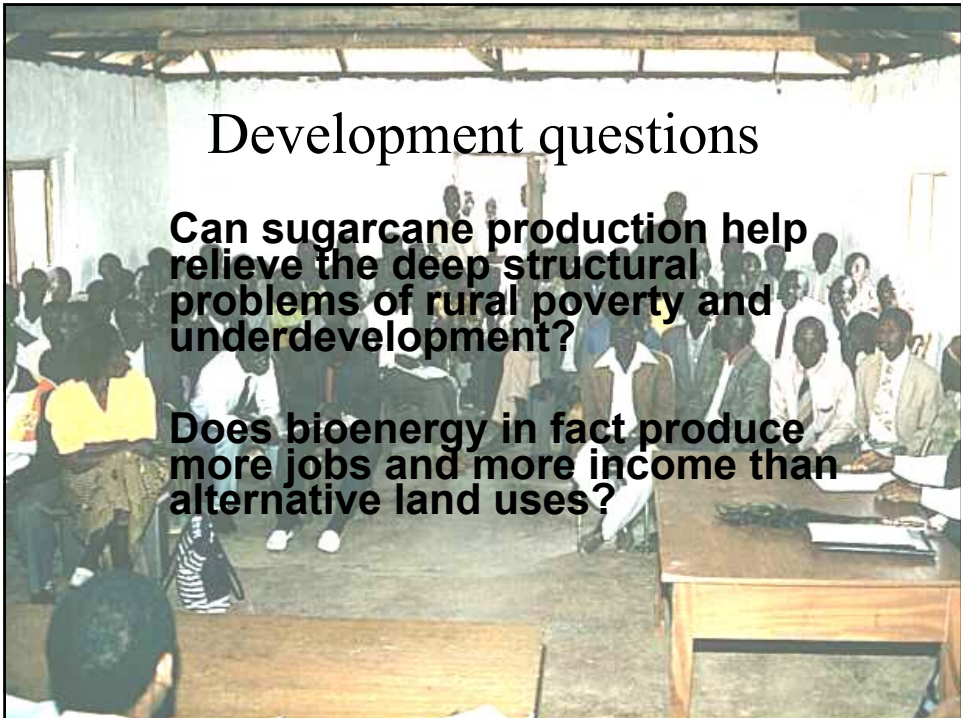 Development questions
Can sugarcane production help
relieve the deep structural
problems of rural poverty and
underdevelopment?
Does bioenergy in fact produce
more jobs and more income than
alternative land uses?